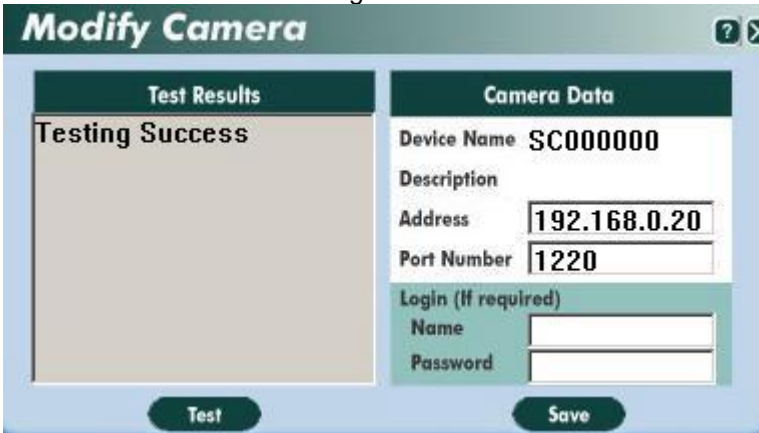 Modify Camera
?
Test Results
Testing Success
Test
Camera Data
Device Name SC000000
Description
Address 192.168.0.20
Port Number 1220
Login (If required)
Name
Password
Save